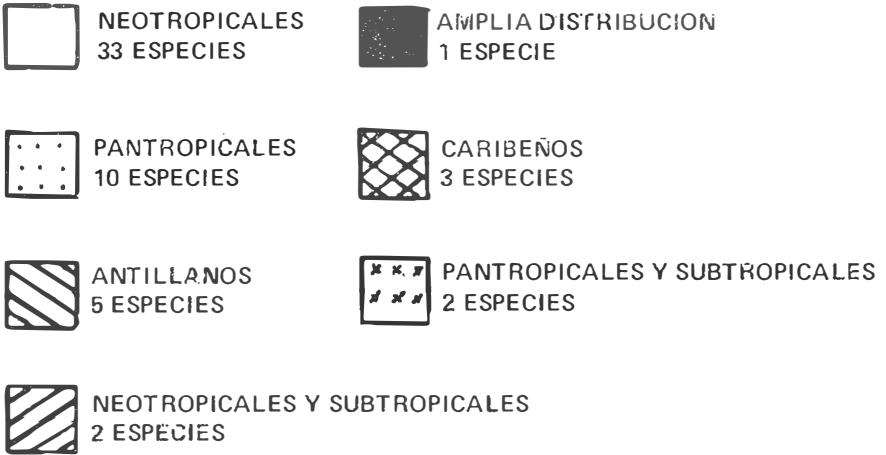 NEOTROPICALES
33 ESPECIES
AMPLIA DISTRIBUCION
1 ESPECIE
PANTROPICALES
10 ESPECIES
CARIBEÑOS
3 ESPECIES
ANTILLANOS
5 ESPECIES
PANTROPICALES Y SUBTROPICALES
2 ESPECIES
NEOTROPICALES Y SUBTROPICALES
2 ESPECIES